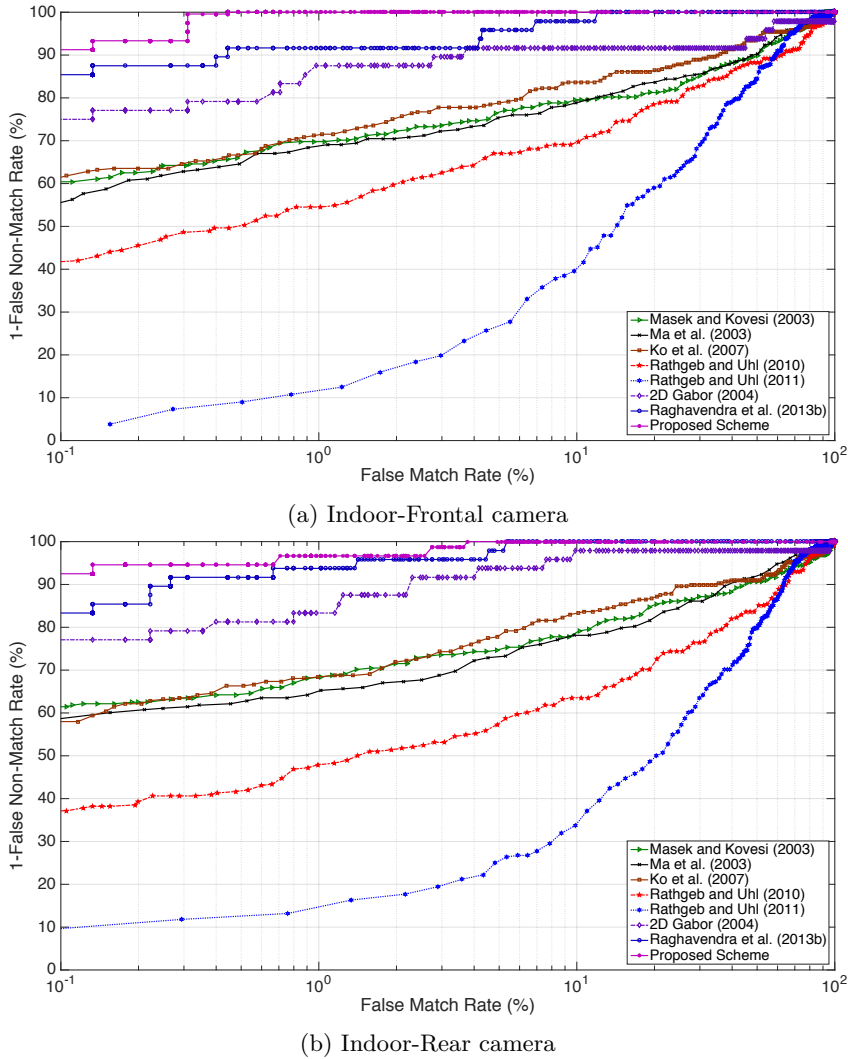 100
90
80
70
60
50
40
30
20
10
0
1-False Non-Match Rate (%)
Masek and Kovesi (2003)
Ma et al. (2003)
Ko et al. (2007)
Rathgeb and Uhl (2010)
Rathgeb and Uhl (2011)
2D Gabor (2004)
Raghavendra et al. (2013b)
Proposed Scheme
10^-1 10^0 10^1 10^2
False Match Rate (%)
(a) Indoor-Frontal camera
100
90
80
70
60
50
40
30
20
10
0
1-False Non-Match Rate (%)
Masek and Kovesi (2003)
Ma et al. (2003)
Ko et al. (2007)
Rathgeb and Uhl (2010)
Rathgeb and Uhl (2011)
2D Gabor (2004)
Raghavendra et al. (2013b)
Proposed Scheme
10^-1 10^0 10^1 10^2
False Match Rate (%)
(b) Indoor-Rear camera